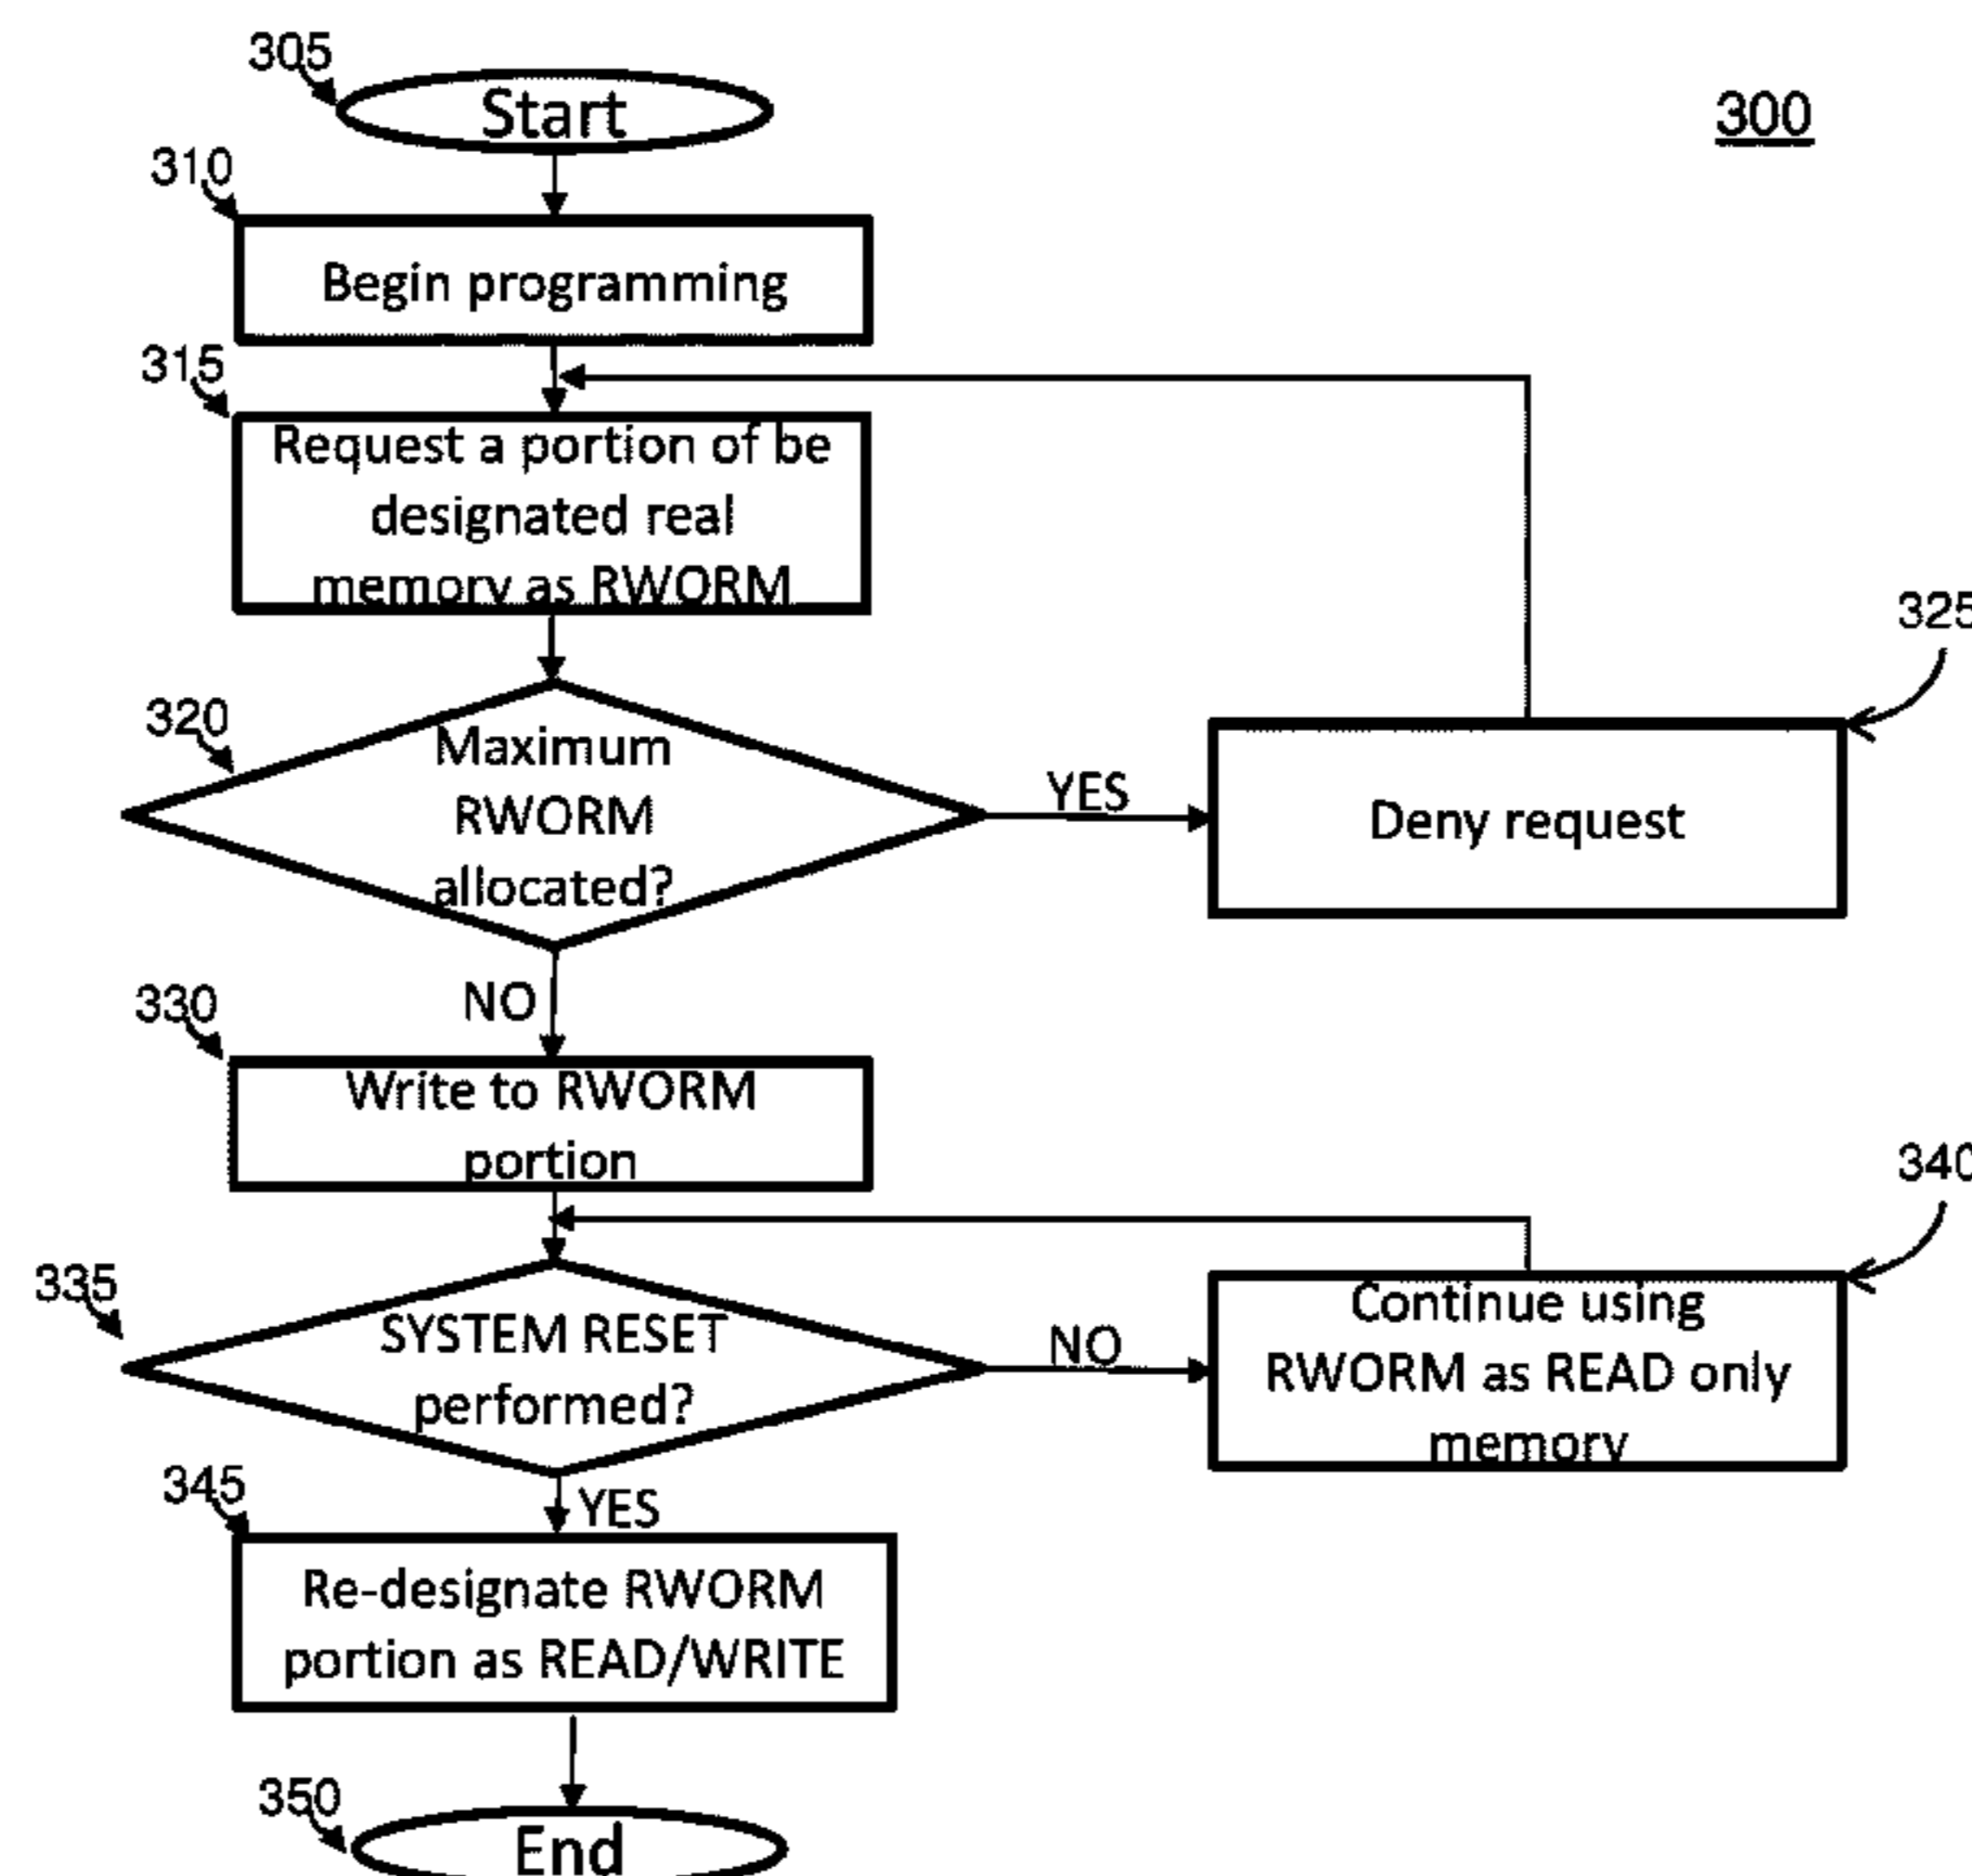 305
Start
300
310
Begin programming
315
Request a portion of be
designated real
memory as RWORM
325
320
Maximum
RWORM
allocated?
YES
Deny request
NO
330
Write to RWORM
portion
340
335
SYSTEM RESET
performed?
NO
Continue using
RWORM as READ only
memory
345
YES
Re-designate RWORM
portion as READ/WRITE
350
End